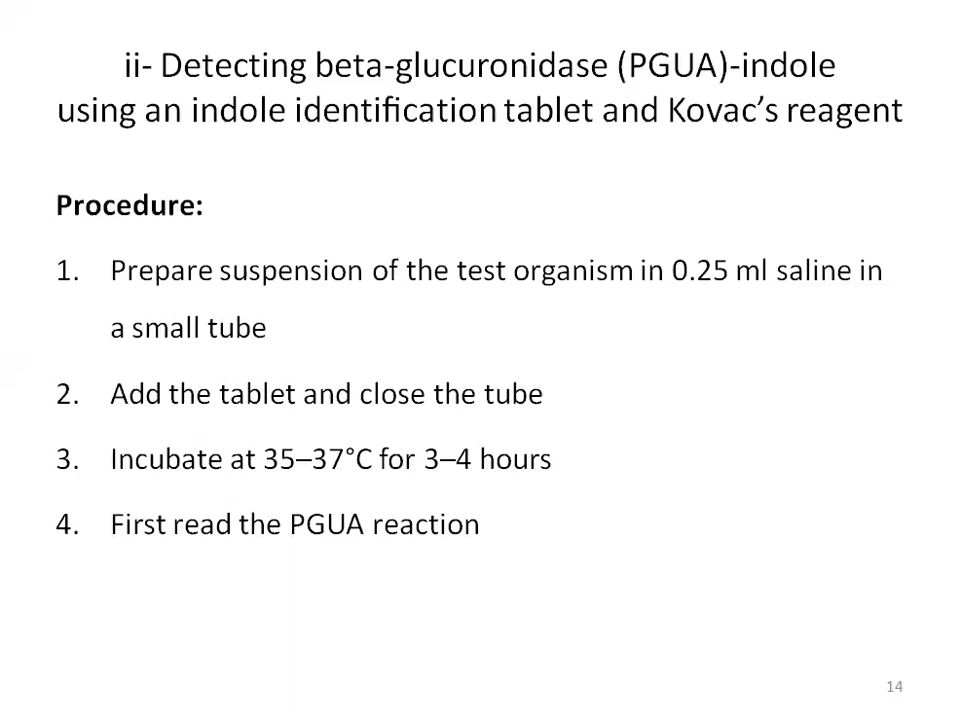 ii- Detecting beta-glucuronidase (PGUA)-indole
using an indole identification tablet and Kovac’s reagent
Procedure:
1. Prepare suspension of the test organism in 0.25 ml saline in
a small tube
2. Add the tablet and close the tube
3. Incubate at 35–37°C for 3–4 hours
4. First read the PGUA reaction
14